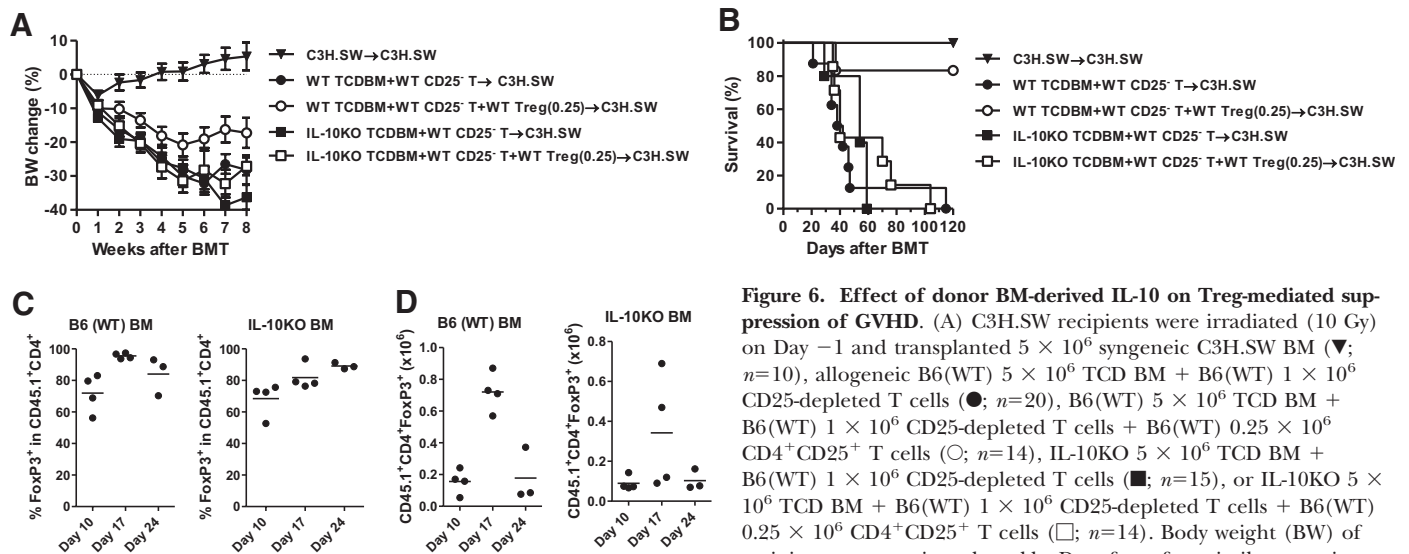 A
BW change (%)
10
0
-10
-20
-30
-40
0 1 2 3 4 5 6 7 8
Weeks after BMT
C3H.SW→C3H.SW
WT TCDBM+WT CD25⁻ T→ C3H.SW
WT TCDBM+WT CD25⁻ T+WT Treg(0.25)→C3H.SW
IL-10KO TCDBM+WT CD25⁻ T→C3H.SW
IL-10KO TCDBM+WT CD25⁻ T+WT Treg(0.25)→C3H.SW
B
Survival (%)
100
80
60
40
20
0
0 20 40 60 80 100 120
Days after BMT
C3H.SW→C3H.SW
WT TCDBM+WT CD25⁻ T→C3H.SW
WT TCDBM+WT CD25⁻ T+WT Treg(0.25)→C3H.SW
IL-10KO TCDBM+WT CD25⁻ T→C3H.SW
IL-10KO TCDBM+WT CD25⁻ T+WT Treg(0.25)→C3H.SW
C
B6 (WT) BM
% FoxP3⁺ in CD45.1⁺CD4⁺
100
80
60
40
20
0
Day 10 Day 17 Day 24
IL-10KO BM
% FoxP3⁺ in CD45.1⁺CD4⁺
100
80
60
40
20
0
Day 10 Day 17 Day 24
D
B6 (WT) BM
CD45.1⁺CD4⁺FoxP3⁺ (x10⁶)
1.0
0.8
0.6
0.4
0.2
0.0
Day 10 Day 17 Day 24
IL-10KO BM
CD45.1⁺CD4⁺FoxP3⁺ (x10⁶)
0.8
0.6
0.4
0.2
0.0
Day 10 Day 17 Day 24
Figure 6. Effect of donor BM-derived IL-10 on Treg-mediated sup-
pression of GVHD. (A) C3H.SW recipients were irradiated (10 Gy)
on Day −1 and transplanted 5 × 10⁶ syngeneic C3H.SW BM (▼;
n=10), allogeneic B6(WT) 5 × 10⁶ TCD BM + B6(WT) 1 × 10⁶
CD25-depleted T cells (●; n=20), B6(WT) 5 × 10⁶ TCD BM +
B6(WT) 1 × 10⁶ CD25-depleted T cells + B6(WT) 0.25 × 10⁶
CD4⁺CD25⁺ T cells (○; n=14), IL-10KO 5 × 10⁶ TCD BM +
B6(WT) 1 × 10⁶ CD25-depleted T cells (■; n=15), or IL-10KO 5 ×
10⁶ TCD BM + B6(WT) 1 × 10⁶ CD25-depleted T cells + B6(WT)
0.25 × 10⁶ CD4⁺CD25⁺ T cells (□; n=14). Body weight (BW) of